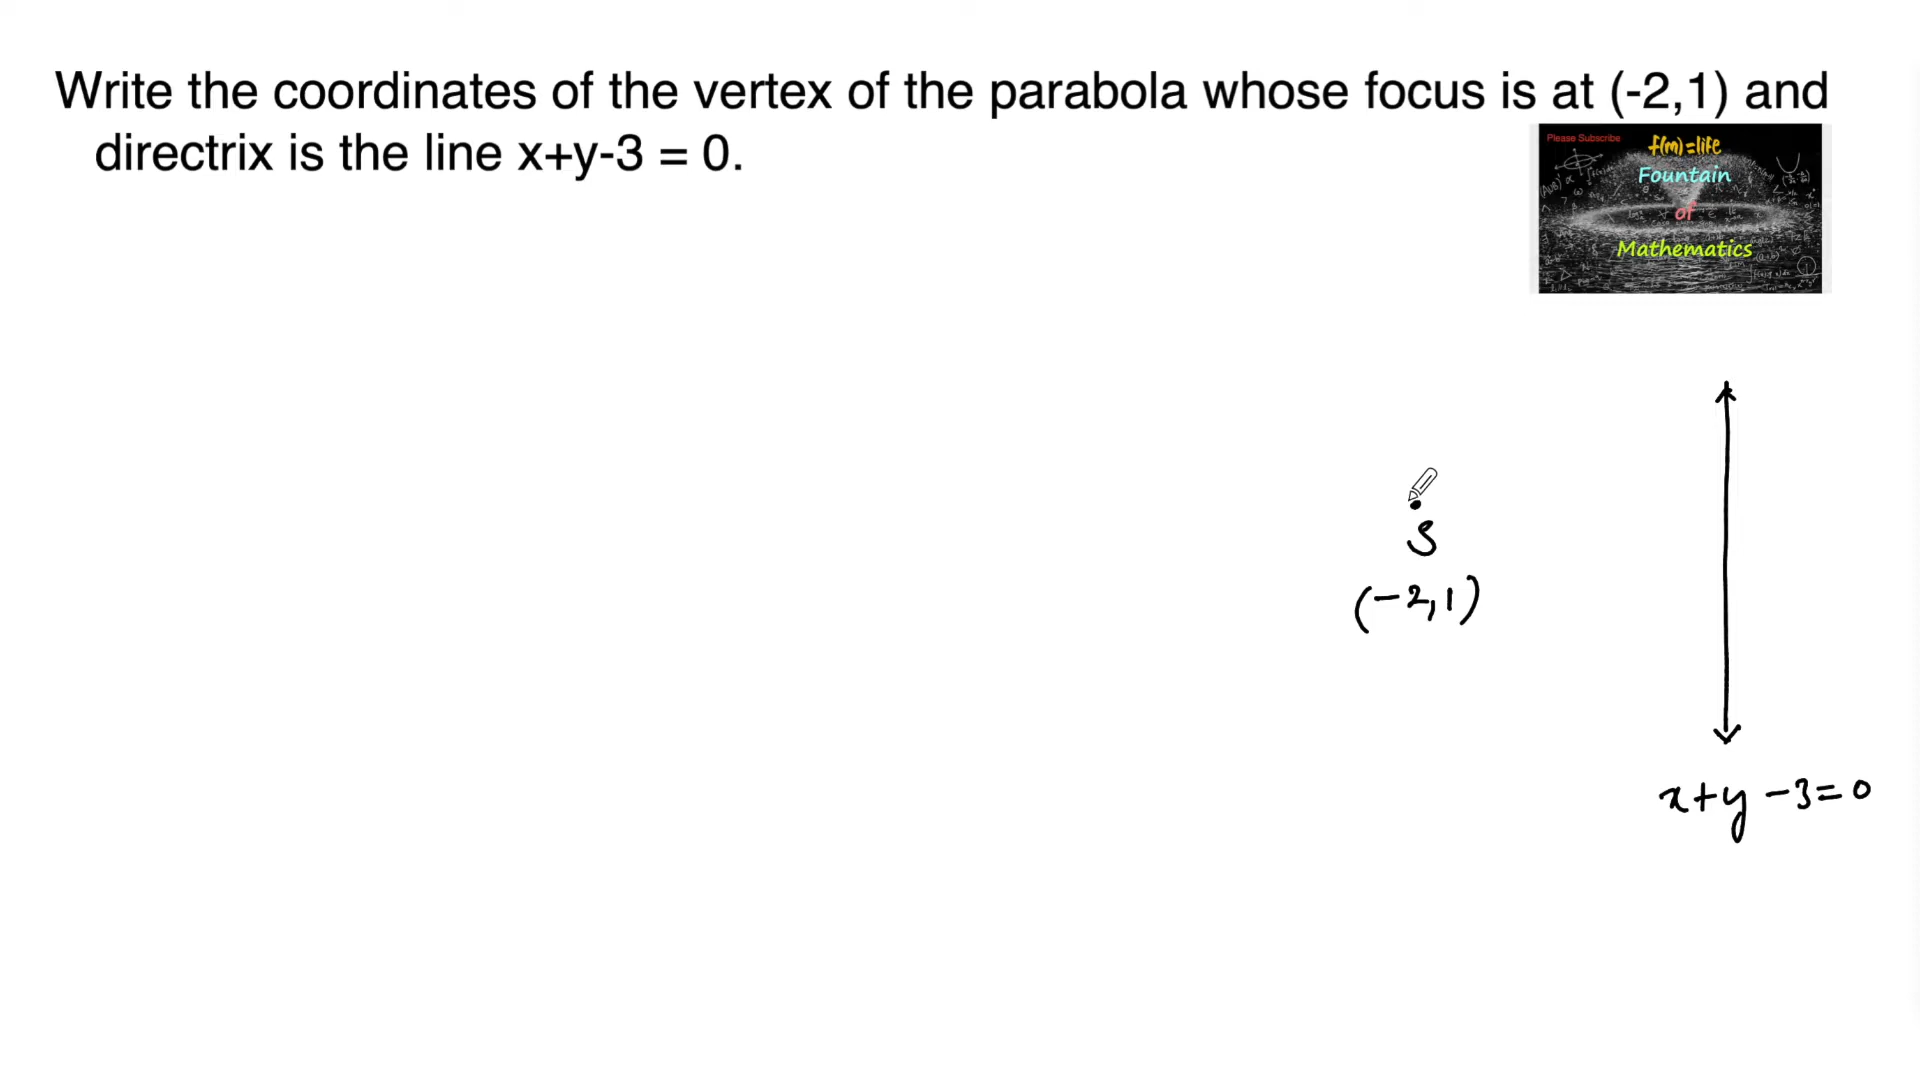 Write the coordinates of the vertex of the parabola whose focus is at (-2,1) and
directrix is the line x+y-3 = 0.
Please Subscribe
f(m)=life
Fountain
of
Mathematics
S
(-2,1)
x+y-3=0